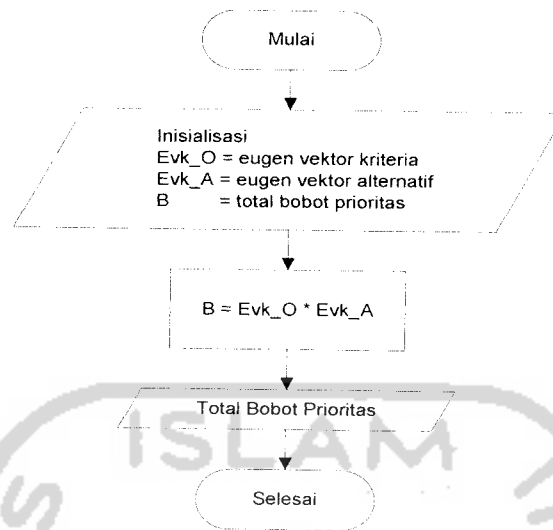 Mulai
Inisialisasi
Evk_O = eugen vektor kriteria
Evk_A = eugen vektor alternatif
B = total bobot prioritas
B = Evk_O * Evk_A
Total Bobot Prioritas
ISLAM
Selesai